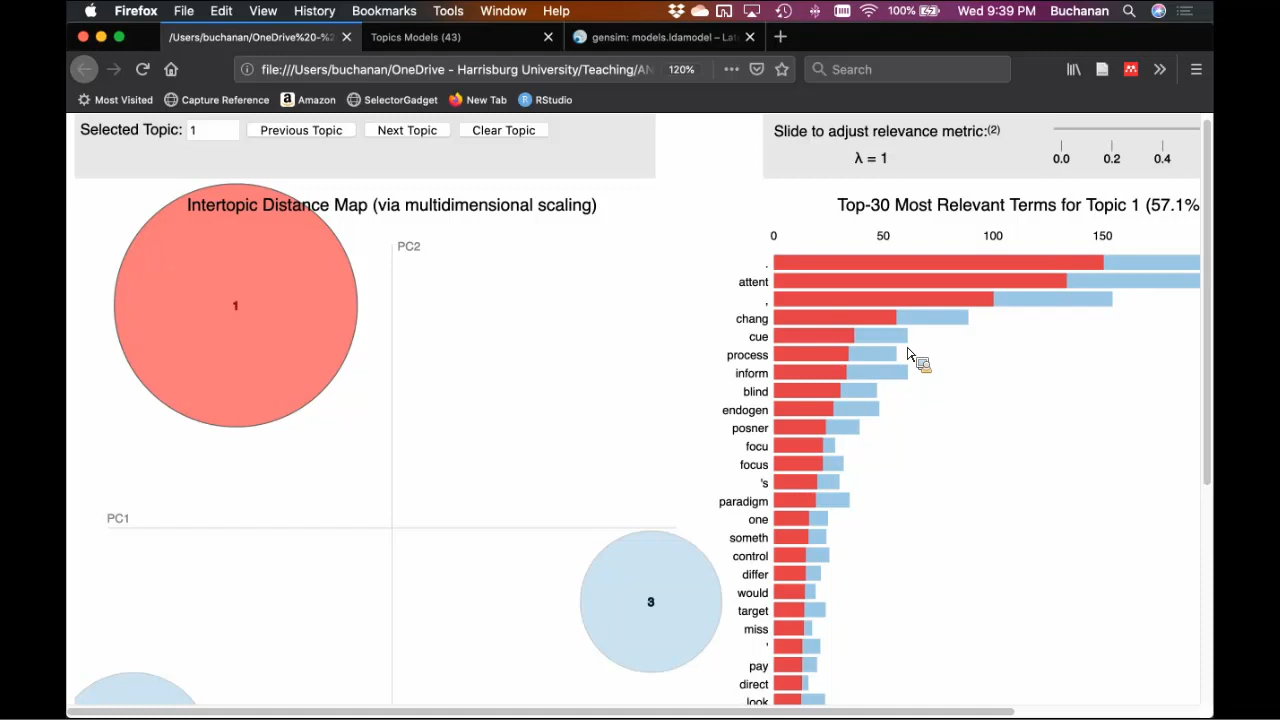 Firefox File Edit View History Bookmarks Tools Window Help 100% Wed 9:39 PM Buchanan
/Users/buchanan/OneDrive%20-%2 Topics Models (43) gensim: models.ldamodel – Lat
file:///Users/buchanan/OneDrive - Harrisburg University/Teaching/AN 120% Search
Most Visited Capture Reference Amazon SelectorGadget New Tab RStudio
Selected Topic: 1 Previous Topic Next Topic Clear Topic
Slide to adjust relevance metric:(2)
λ = 1
0.0 0.2 0.4
Intertopic Distance Map (via multidimensional scaling)
PC2
1
PC1
3
Top-30 Most Relevant Terms for Topic 1 (57.1%
0 50 100 150
.
attent
,
chang
cue
process
inform
blind
endogen
posner
focu
focus
's
paradigm
one
someth
control
differ
would
target
miss
'
pay
direct
look